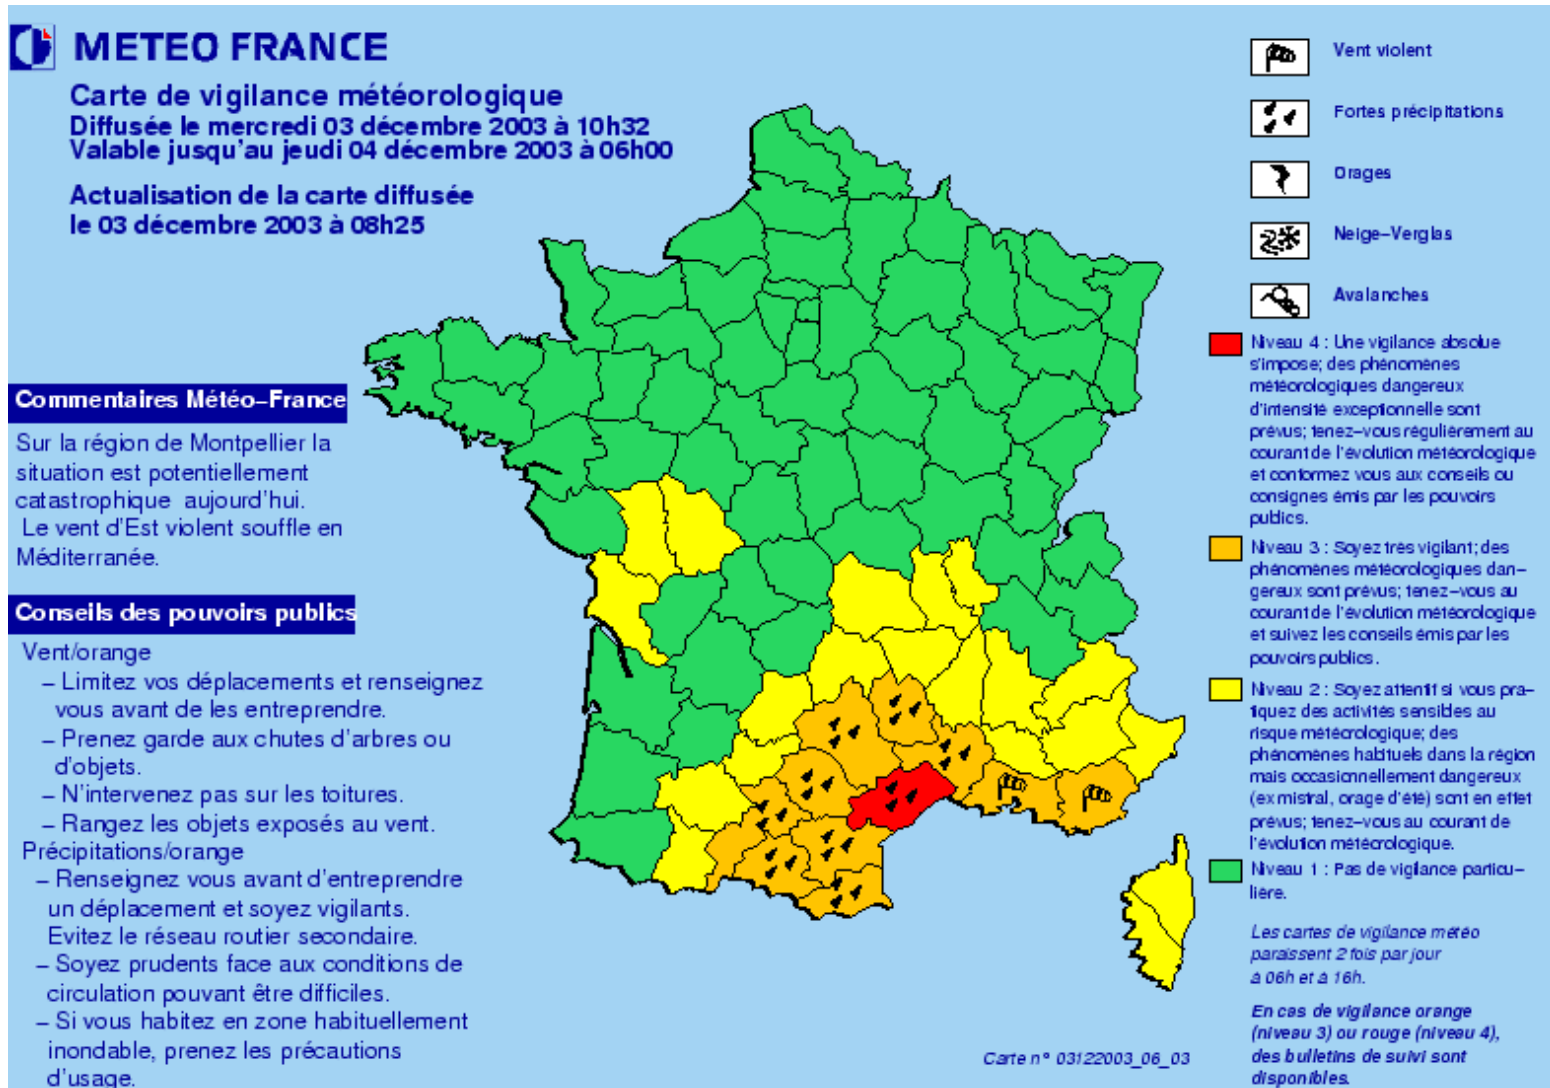 METEO FRANCE
Carte de vigilance météorologique
Diffusée le mercredi 03 décembre 2003 à 10h32
Valable jusqu'au jeudi 04 décembre 2003 à 06h00
Actualisation de la carte diffusée
le 03 décembre 2003 à 08h25
Commentaires Météo–France
Sur la région de Montpellier la
situation est potentiellement
catastrophique aujourd'hui.
Le vent d'Est violent souffle en
Méditerranée.
Conseils des pouvoirs publics
Vent/orange
– Limitez vos déplacements et renseignez
vous avant de les entreprendre.
– Prenez garde aux chutes d'arbres ou
d'objets.
– N'intervenez pas sur les toitures.
– Rangez les objets exposés au vent.
Précipitations/orange
– Renseignez vous avant d'entreprendre
un déplacement et soyez vigilants.
Evitez le réseau routier secondaire.
– Soyez prudents face aux conditions de
circulation pouvant être difficiles.
– Si vous habitez en zone habituellement
inondable, prenez les précautions
d'usage.
Vent violent
Fortes précipitations
Orages
Neige–Verglas
Avalanches
Niveau 4 : Une vigilance absolue
s'impose; des phénomènes
météorologiques dangereux
d'intensité exceptionnelle sont
prévus; tenez–vous régulièrement au
courant de l'évolution météorologique
et conformez vous aux conseils ou
consignes émis par les pouvoirs
publics.
Niveau 3 : Soyez très vigilant; des
phénomènes météorologiques dan–
gereux sont prévus; tenez–vous au
courant de l'évolution météorologique
et suivez les conseils émis par les
pouvoirs publics.
Niveau 2 : Soyez attentif si vous pra–
tiquez des activités sensibles au
risque météorologique; des
phénomènes habituels dans la région
mais occasionnellement dangereux
(ex mistral, orage d'été) sont en effet
prévus; tenez–vous au courant de
l'évolution météorologique.
Niveau 1 : Pas de vigilance particu–
lière.
Les cartes de vigilance météo
paraissent 2 fois par jour
à 06h et à 16h.
En cas de vigilance orange
(niveau 3) ou rouge (niveau 4),
des bulletins de suivi sont
disponibles.
Carte n° 03122003_06_03